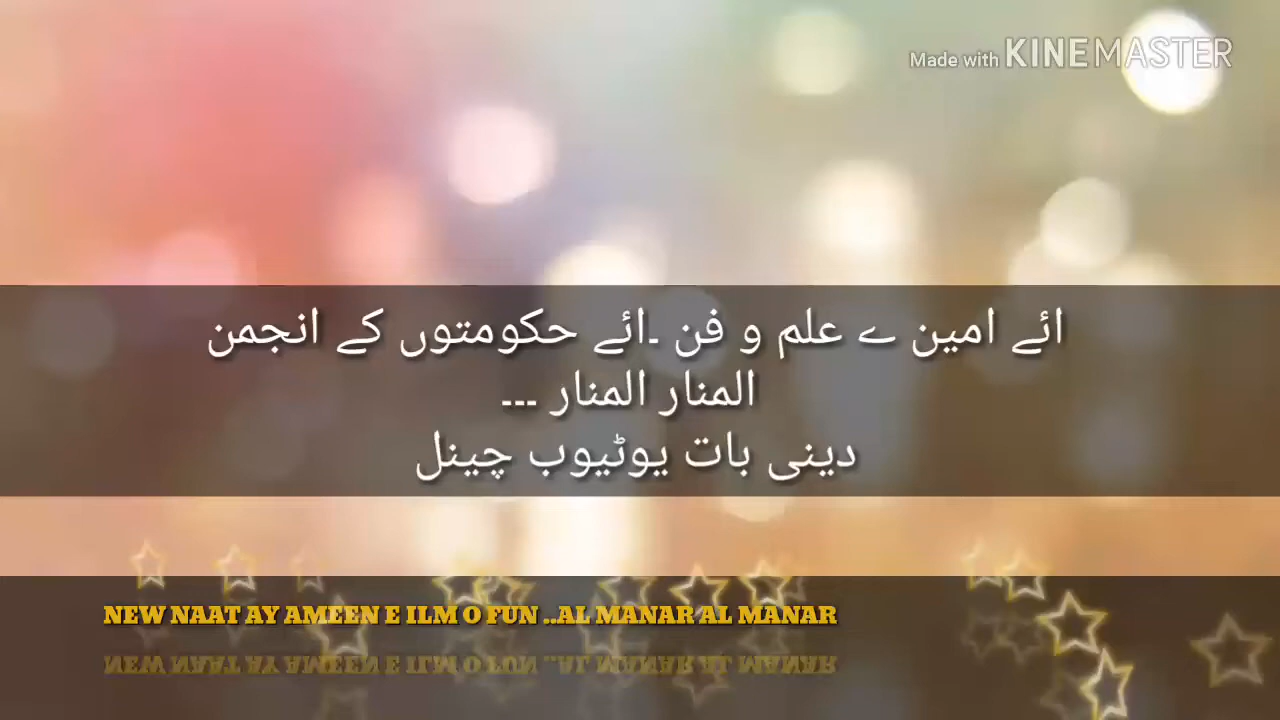 Made with KINEMASTER
ائے امین ے علم و فن ۔ائے حکومتوں کے انجمن
المنار المنار ۔۔۔
دینی بات یوٹیوب چینل
NEW NAAT AY AMEEN E ILM O FUN ..AL MANAR AL MANAR